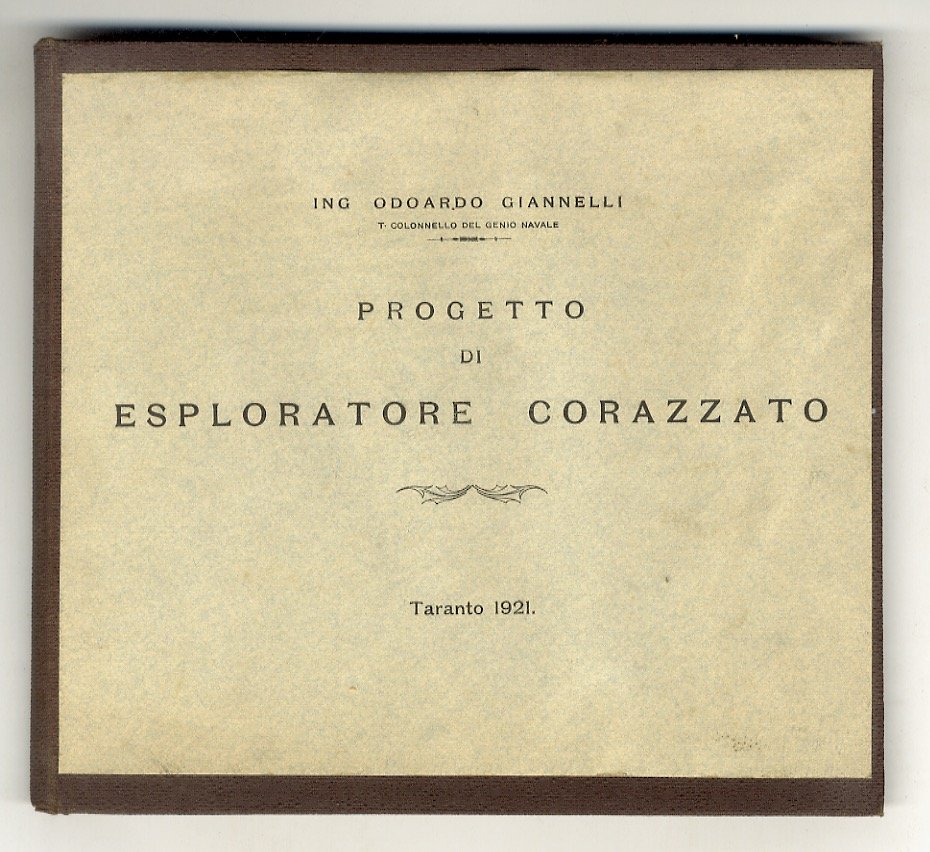 ING ODOARDO GIANNELLI
T. COLONNELLO DEL GENIO NAVALE
PROGETTO
DI
ESPLORATORE CORAZZATO
Taranto 1921.